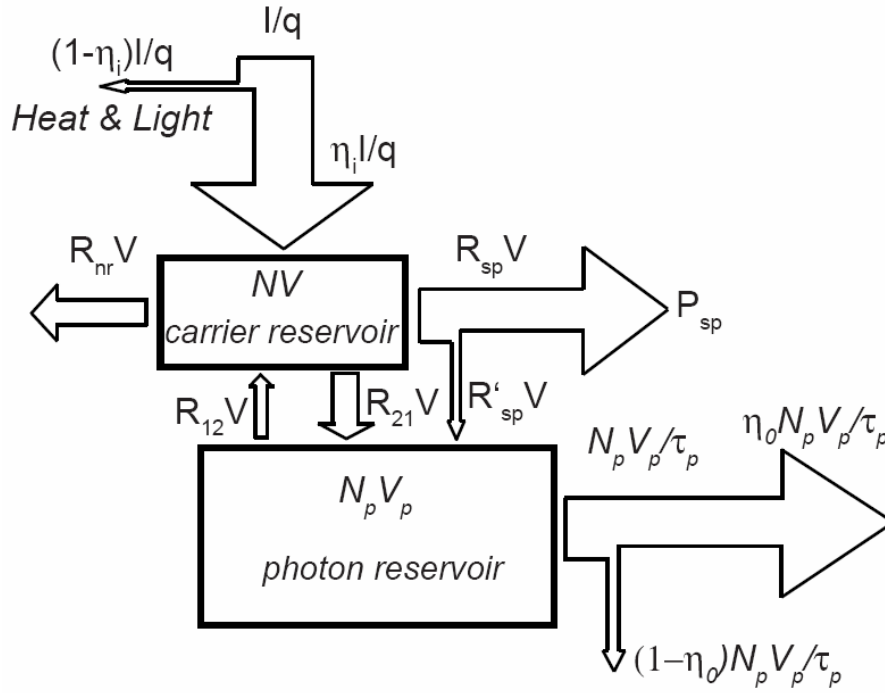 I/q
(1-ηᵢ)I/q
Heat & Light
ηᵢI/q
RₙᵣV
NV
carrier reservoir
RₛₚV
Pₛₚ
R₁₂V
R₂₁V
R‘ₛₚV
NₚVₚ/τₚ
η₀NₚVₚ/τₚ
NₚVₚ
photon reservoir
(1−η₀)NₚVₚ/τₚ